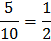 5/10 = 1/2